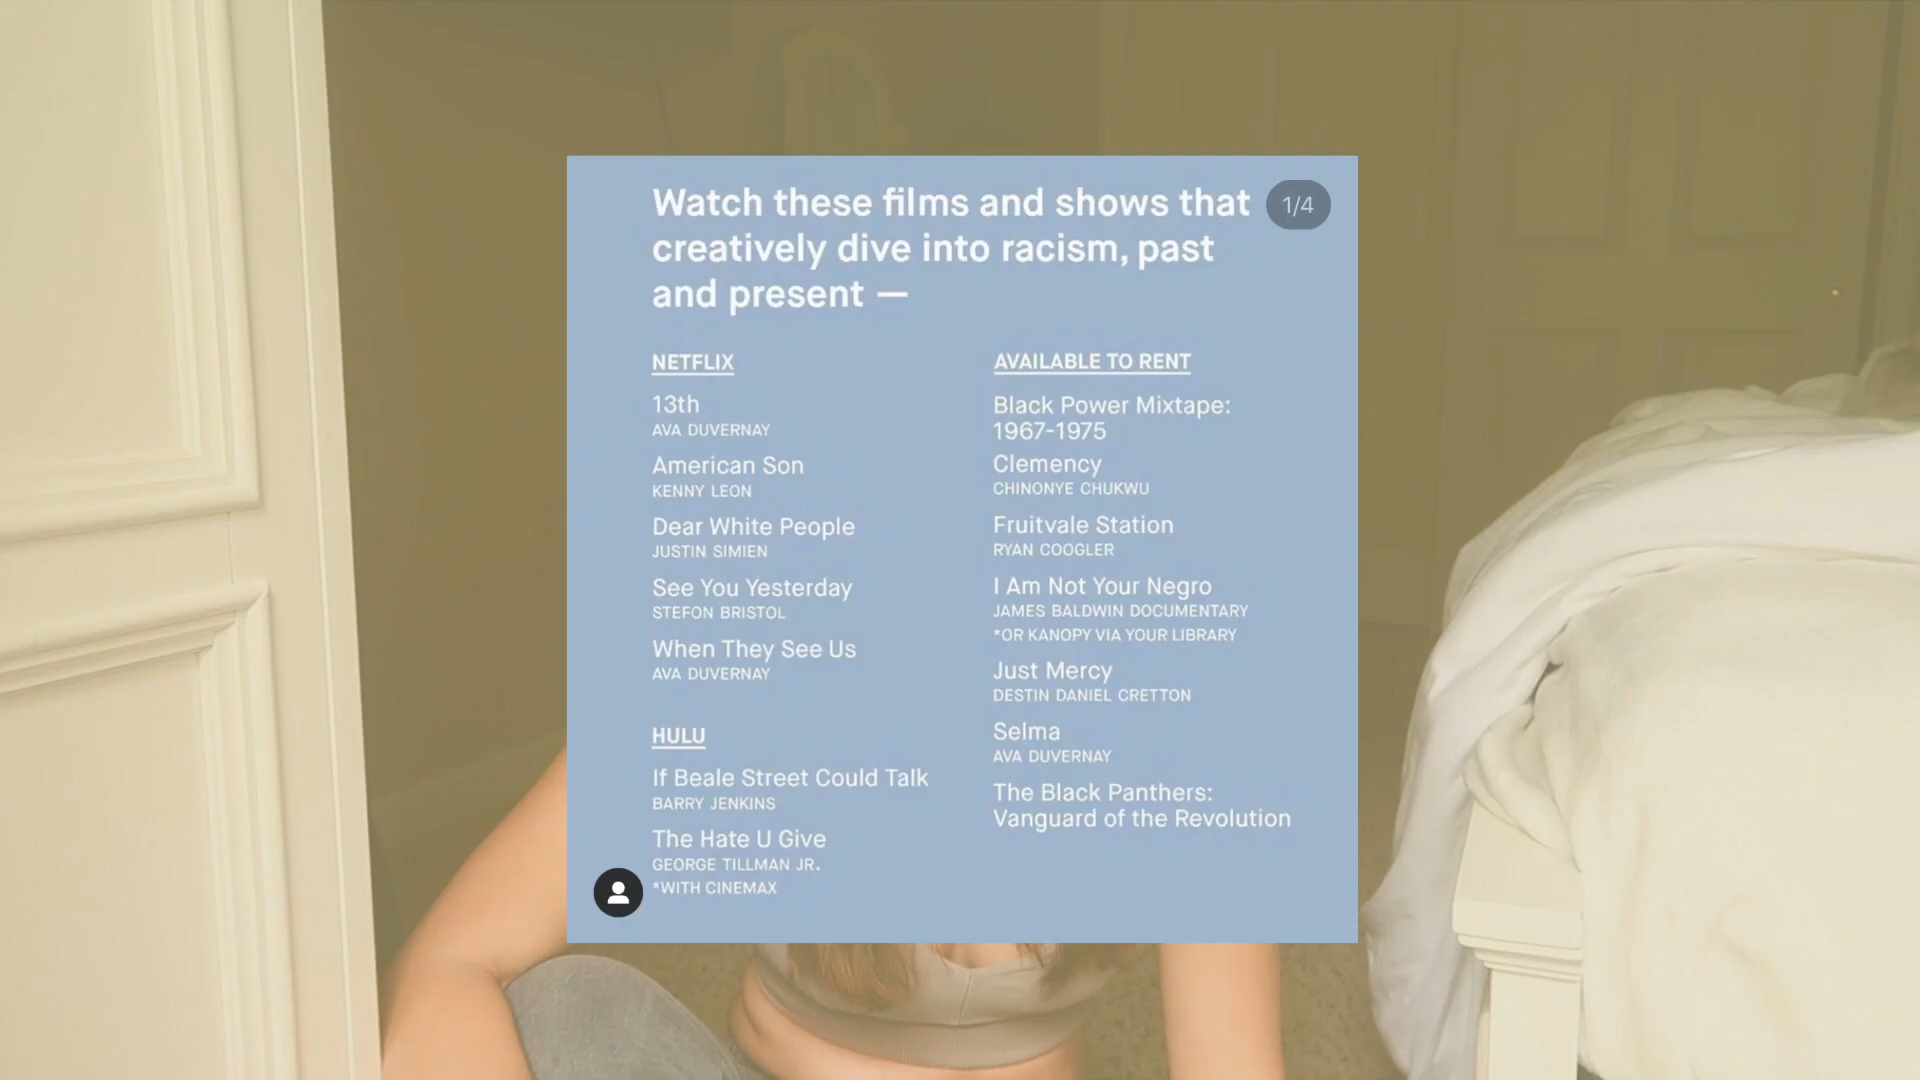 Watch these films and shows that
creatively dive into racism, past
and present —
1/4
NETFLIX
13th
AVA DUVERNAY
American Son
KENNY LEON
Dear White People
JUSTIN SIMIEN
See You Yesterday
STEFON BRISTOL
When They See Us
AVA DUVERNAY
HULU
If Beale Street Could Talk
BARRY JENKINS
The Hate U Give
GEORGE TILLMAN JR.
*WITH CINEMAX
AVAILABLE TO RENT
Black Power Mixtape:
1967-1975
Clemency
CHINONYE CHUKWU
Fruitvale Station
RYAN COOGLER
I Am Not Your Negro
JAMES BALDWIN DOCUMENTARY
*OR KANOPY VIA YOUR LIBRARY
Just Mercy
DESTIN DANIEL CRETTON
Selma
AVA DUVERNAY
The Black Panthers:
Vanguard of the Revolution